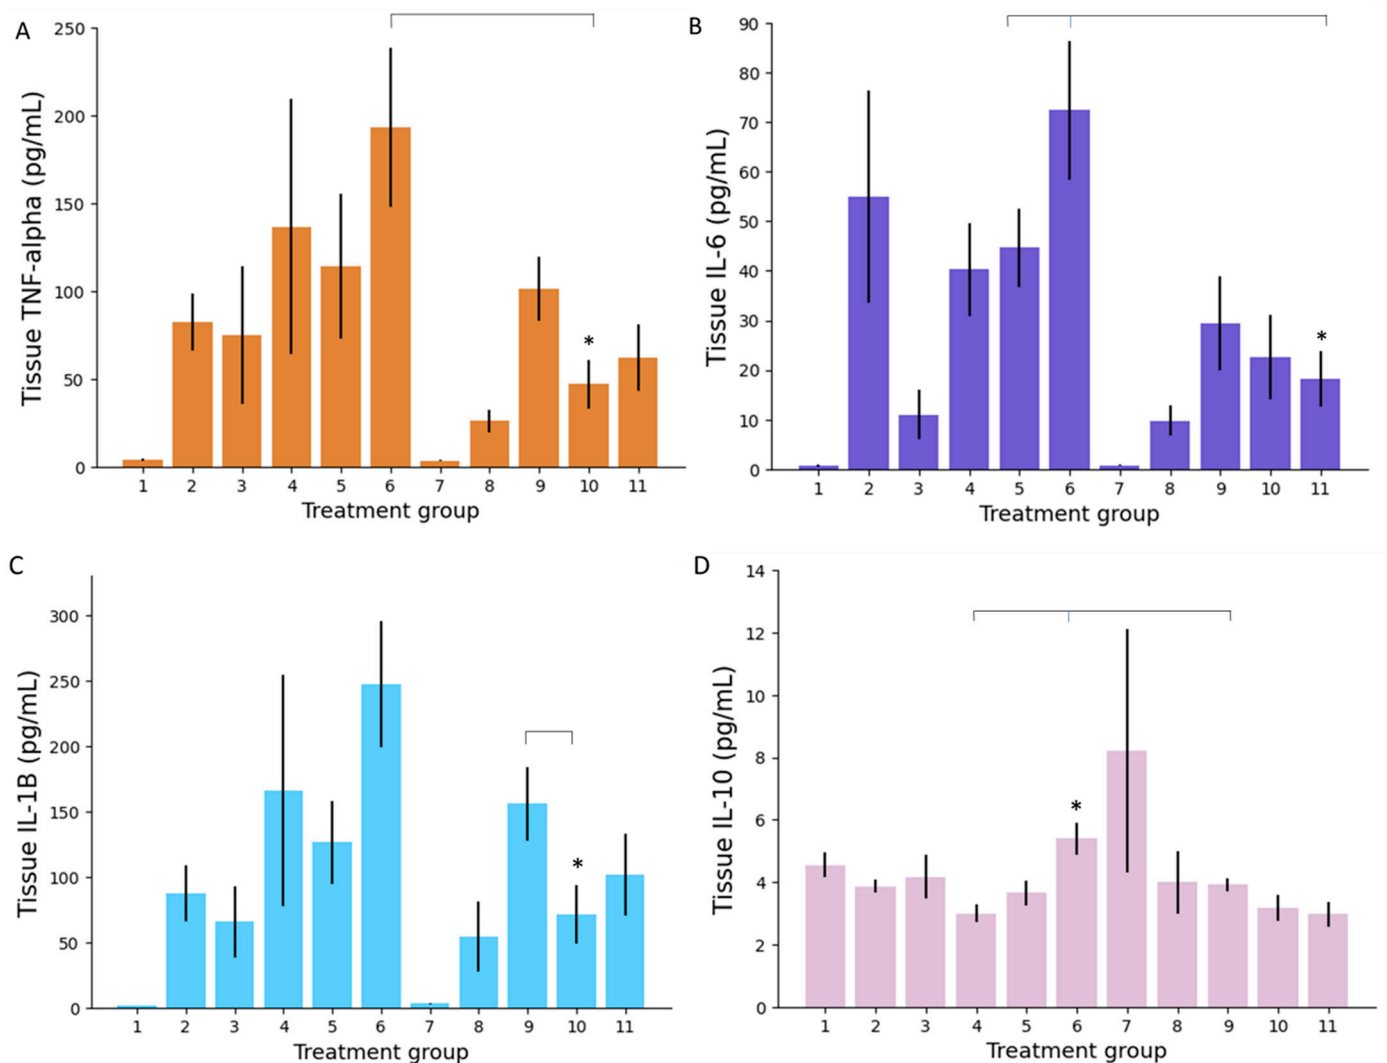 A
Tissue TNF-alpha (pg/mL)
250
200
150
100
50
0
*
1 2 3 4 5 6 7 8 9 10 11
Treatment group
B
Tissue IL-6 (pg/mL)
90
80
70
60
50
40
30
20
10
0
*
1 2 3 4 5 6 7 8 9 10 11
Treatment group
C
Tissue IL-1B (pg/mL)
300
250
200
150
100
50
0
*
1 2 3 4 5 6 7 8 9 10 11
Treatment group
D
Tissue IL-10 (pg/mL)
14
12
10
8
6
4
2
0
*
1 2 3 4 5 6 7 8 9 10 11
Treatment group